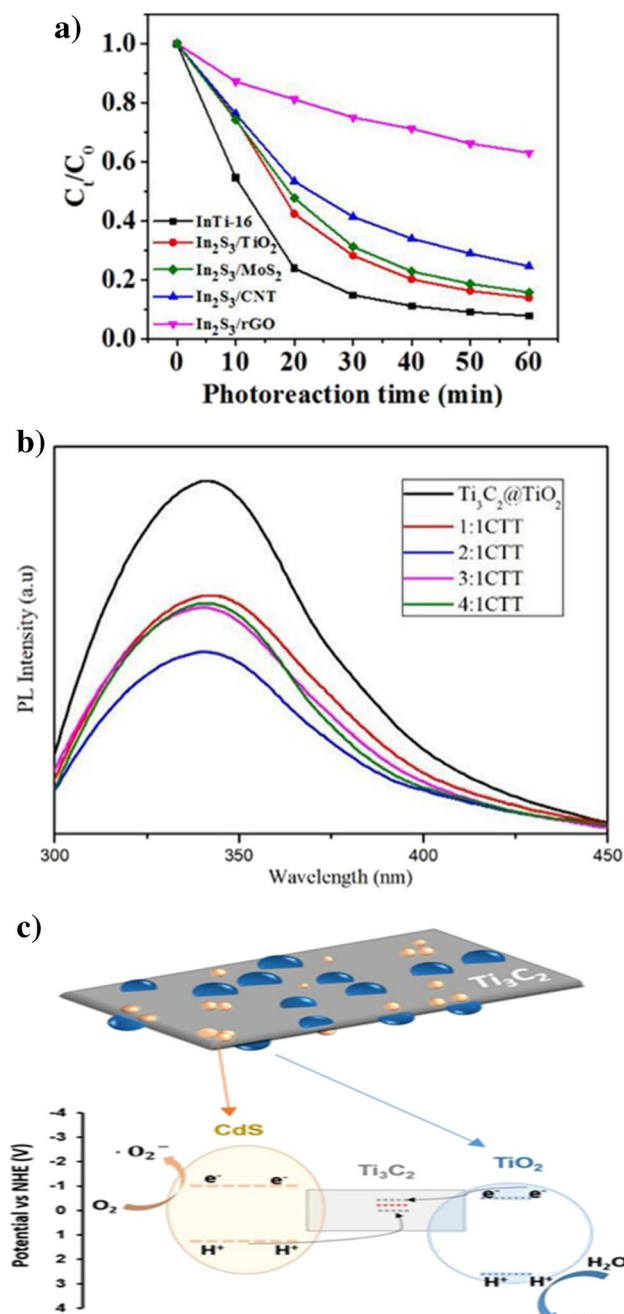 a)
1.0
0.8
0.6
0.4
0.2
0.0
Cₜ/C₀
InTi-16
In₂S₃/TiO₂
In₂S₃/MoS₂
In₂S₃/CNT
In₂S₃/rGO
0 10 20 30 40 50 60
Photoreaction time (min)
b)
PL Intensity (a.u)
Ti₃C₂@TiO₂
1:1CTT
2:1CTT
3:1CTT
4:1CTT
300 350 400 450
Wavelength (nm)
c)
Ti₃C₂
Potential vs NHE (V)
-4
-3
-2
-1
0
1
2
3
4
CdS
· O₂⁻
O₂
e⁻ e⁻
H⁺ H⁺
Ti₃C₂
TiO₂
e⁻ e⁻
H⁺ H⁺
H₂O